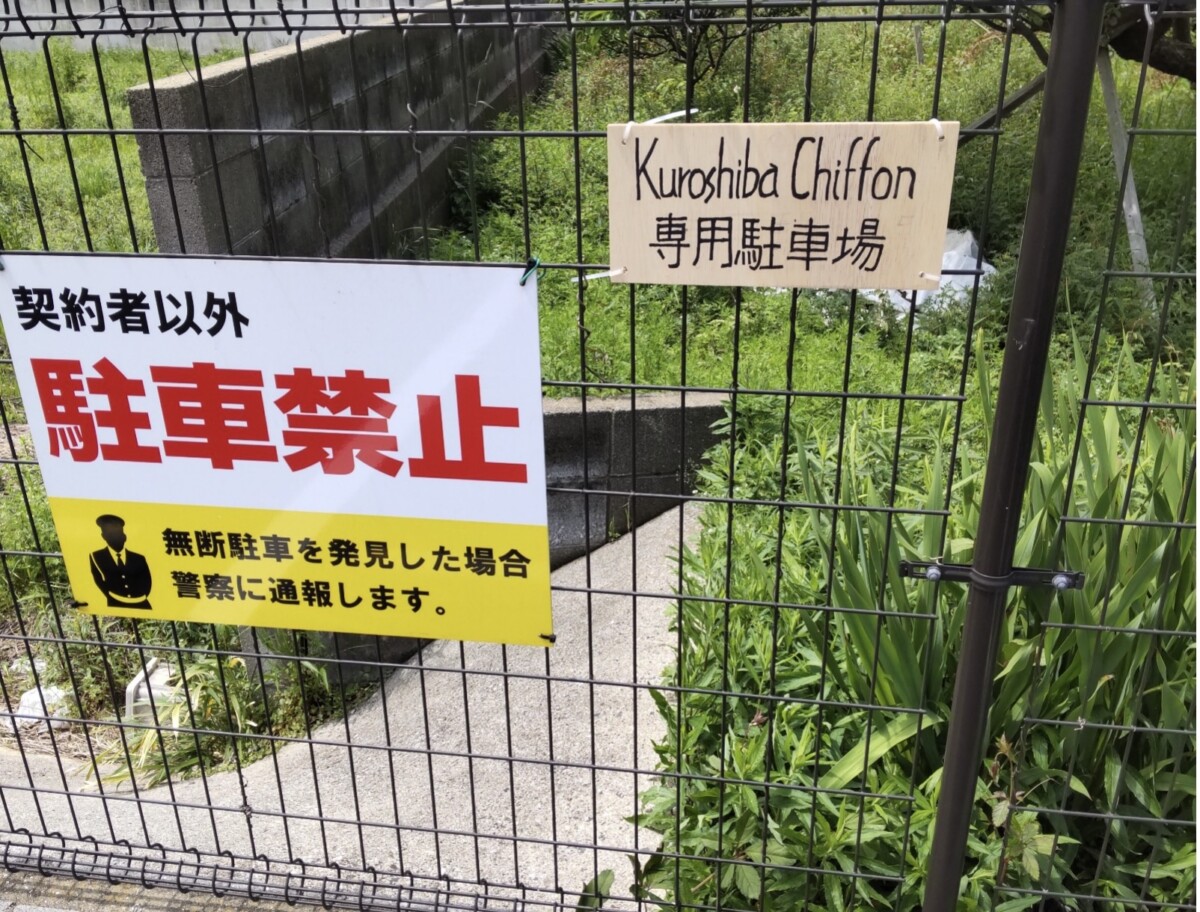 Kuroshiba Chiffon
専用駐車場
契約者以外
駐車禁止
無断駐車を発見した場合
警察に通報します。